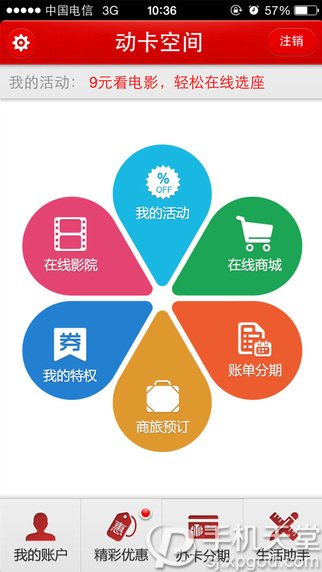 中国电信 3G 10:36 57%
动卡空间
注销
我的活动： 9元看电影，轻松在线选座
%
OFF
我的活动
在线影院
在线商城
券
我的特权
账单分期
商旅预订
惠
我的账户
精彩优惠
办卡分期
生活助手
手机天堂
sjxpgou.com